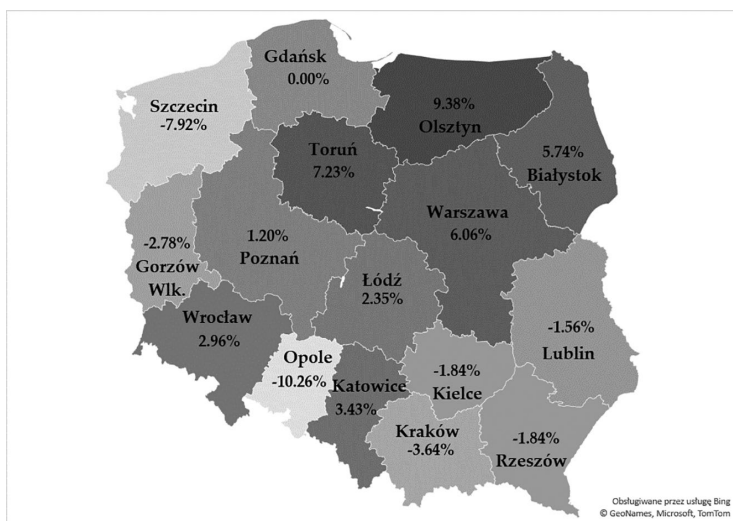 Gdańsk
0.00%
Szczecin
-7.92%
9.38%
Olsztyn
Toruń
7.23%
5.74%
Białystok
Warszawa
6.06%
-2.78%
Gorzów
Wlk.
1.20%
Poznań
Łódź
2.35%
Wrocław
2.96%
-1.56%
Lublin
Opole
-10.26%
Katowice
3.43%
-1.84%
Kielce
Kraków
-3.64%
-1.84%
Rzeszów
Obsługiwane przez usługę Bing
© GeoNames, Microsoft, TomTom